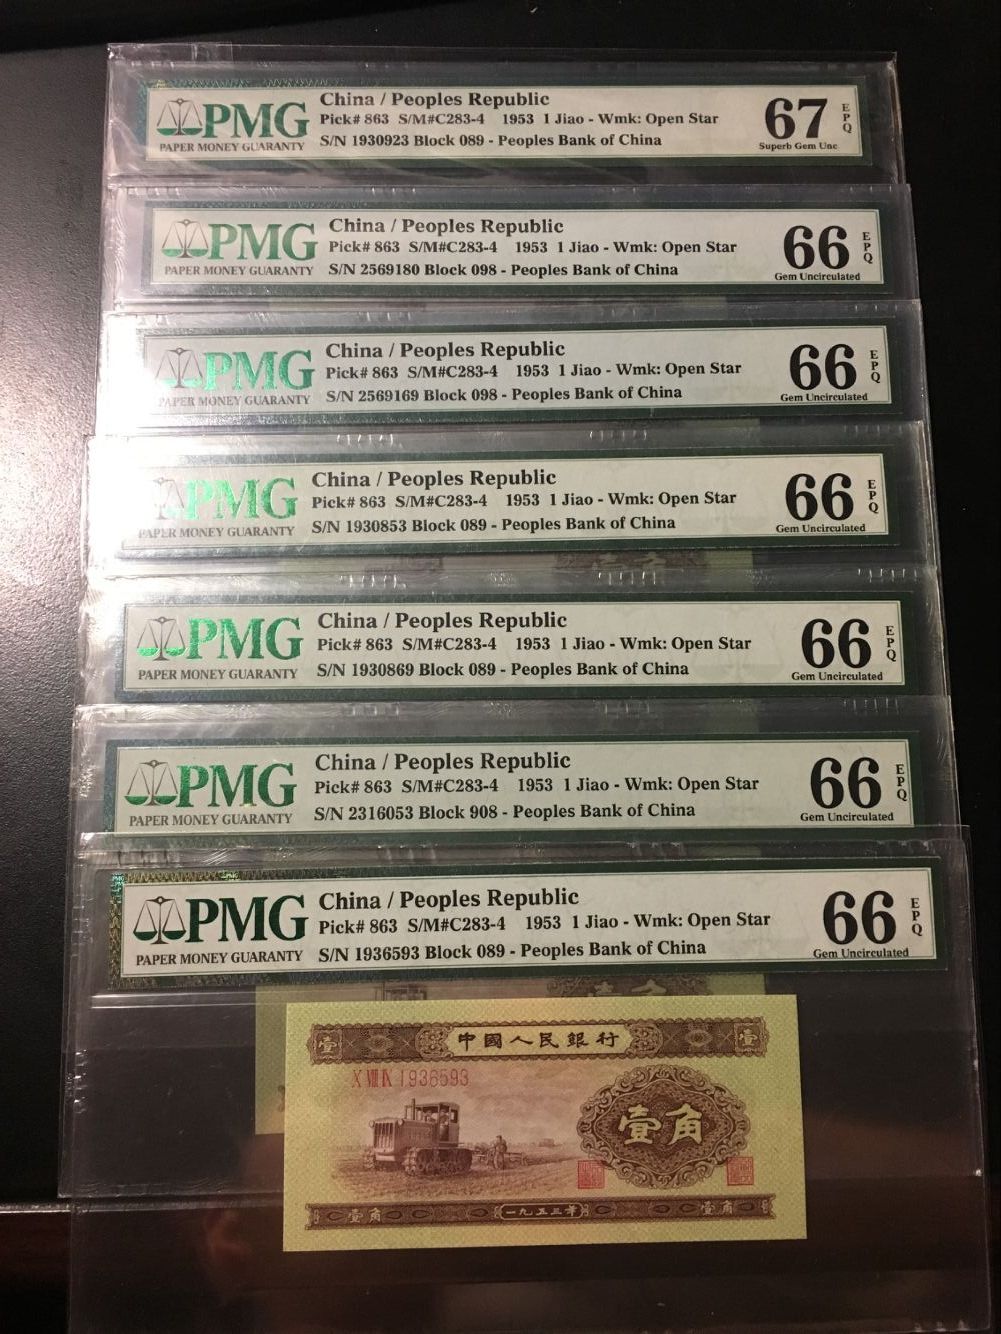 PMG
PAPER MONEY GUARANTY
China / Peoples Republic
Pick# 863 S/M#C283-4 1953 1 Jiao - Wmk: Open Star
S/N 1930923 Block 089 - Peoples Bank of China
67 EPQ
Superb Gem Unc
PMG
PAPER MONEY GUARANTY
China / Peoples Republic
Pick# 863 S/M#C283-4 1953 1 Jiao - Wmk: Open Star
S/N 2569180 Block 098 - Peoples Bank of China
66 EPQ
Gem Uncirculated
PMG
PAPER MONEY GUARANTY
China / Peoples Republic
Pick# 863 S/M#C283-4 1953 1 Jiao - Wmk: Open Star
S/N 2569169 Block 098 - Peoples Bank of China
66 EPQ
Gem Uncirculated
PMG
PAPER MONEY GUARANTY
China / Peoples Republic
Pick# 863 S/M#C283-4 1953 1 Jiao - Wmk: Open Star
S/N 1930853 Block 089 - Peoples Bank of China
66 EPQ
Gem Uncirculated
PMG
PAPER MONEY GUARANTY
China / Peoples Republic
Pick# 863 S/M#C283-4 1953 1 Jiao - Wmk: Open Star
S/N 1930869 Block 089 - Peoples Bank of China
66 EPQ
Gem Uncirculated
PMG
PAPER MONEY GUARANTY
China / Peoples Republic
Pick# 863 S/M#C283-4 1953 1 Jiao - Wmk: Open Star
S/N 2316053 Block 908 - Peoples Bank of China
66 EPQ
Gem Uncirculated
PMG
PAPER MONEY GUARANTY
China / Peoples Republic
Pick# 863 S/M#C283-4 1953 1 Jiao - Wmk: Open Star
S/N 1936593 Block 089 - Peoples Bank of China
66 EPQ
Gem Uncirculated
壹 中國人民銀行 壹
X VIII IX 1936593
壹角
壹角 一九五三年 壹角